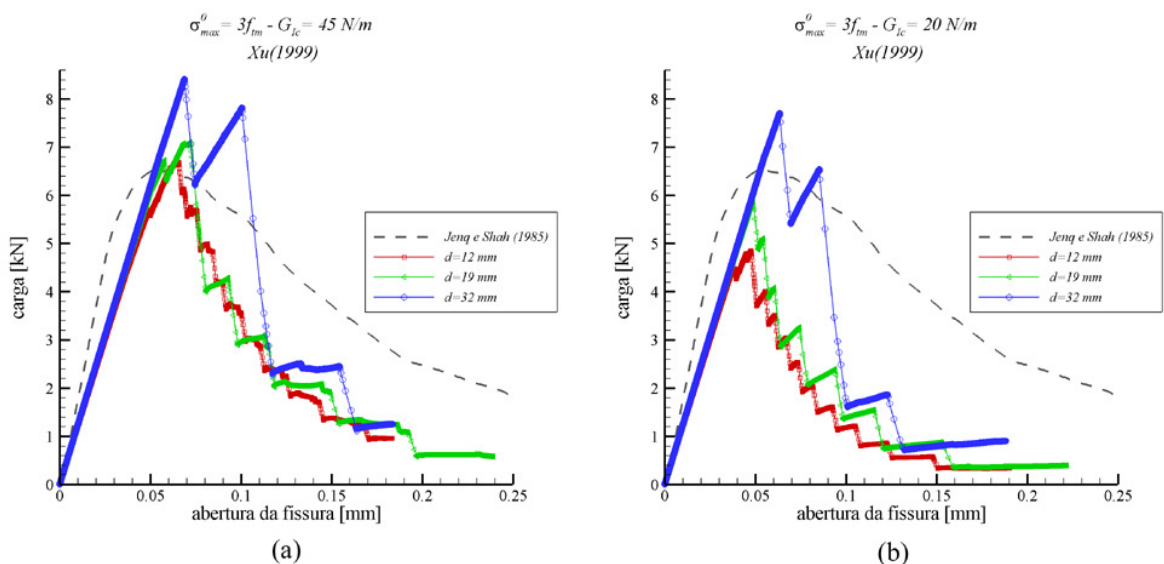 σ⁰max = 3ftm - GIc = 45 N/m
Xu(1999)
carga [kN]
8
7
6
5
4
3
2
1
0
0
0.05
0.1
0.15
0.2
0.25
abertura da fissura [mm]
Jenq e Shah (1985)
d=12 mm
d=19 mm
d=32 mm
(a)
σ⁰max = 3ftm - GIc = 20 N/m
Xu(1999)
carga [kN]
8
7
6
5
4
3
2
1
0
0
0.05
0.1
0.15
0.2
0.25
abertura da fissura [mm]
Jenq e Shah (1985)
d=12 mm
d=19 mm
d=32 mm
(b)